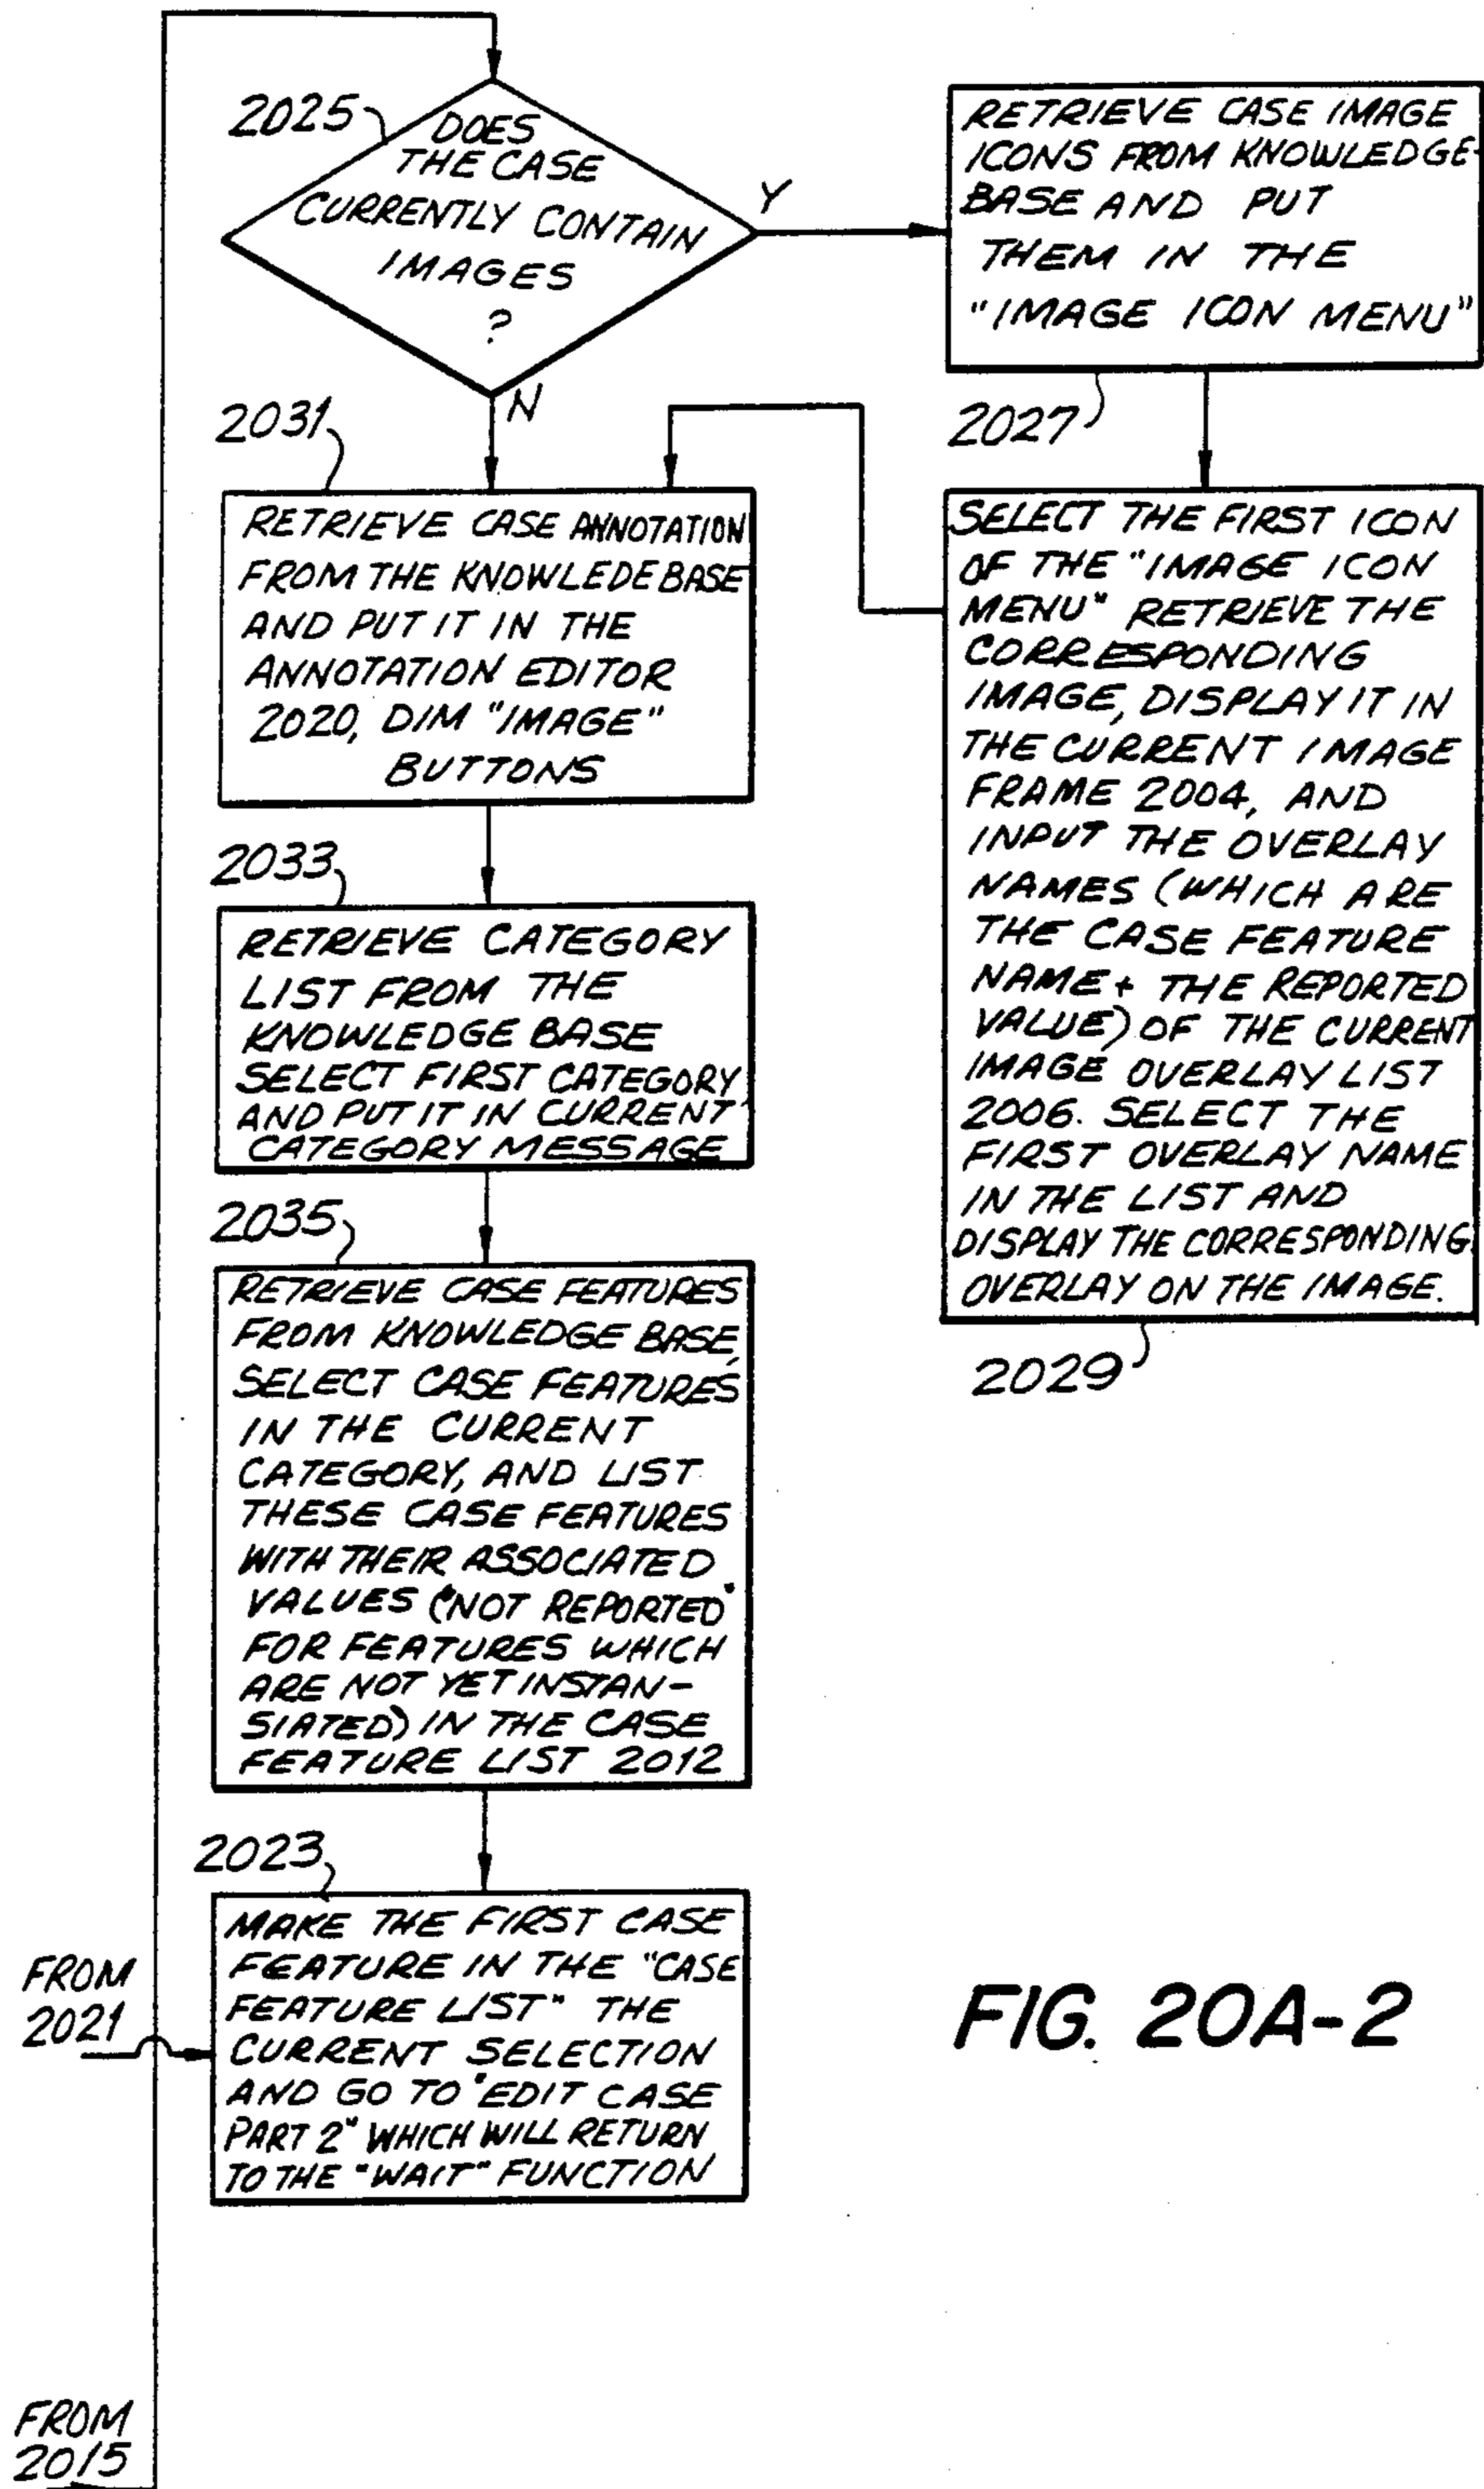 2025
DOES
THE CASE
CURRENTLY CONTAIN
IMAGES
?
Y
N
RETRIEVE CASE IMAGE
ICONS FROM KNOWLEDGE-
BASE AND PUT
THEM IN THE
"IMAGE ICON MENU"
2027
SELECT THE FIRST ICON
OF THE "IMAGE ICON
MENU" RETRIEVE THE
CORRESPONDING
IMAGE, DISPLAY IT IN
THE CURRENT IMAGE
FRAME 2004, AND
INPUT THE OVERLAY
NAMES (WHICH ARE
THE CASE FEATURE
NAME + THE REPORTED
VALUE) OF THE CURRENT
IMAGE OVERLAY LIST
2006. SELECT THE
FIRST OVERLAY NAME
IN THE LIST AND
DISPLAY THE CORRESPONDING
OVERLAY ON THE IMAGE.
2029
2031
RETRIEVE CASE ANNOTATION
FROM THE KNOWLEDE BASE
AND PUT IT IN THE
ANNOTATION EDITOR
2020, DIM "IMAGE"
BUTTONS
2033
RETRIEVE CATEGORY
LIST FROM THE
KNOWLEDGE BASE
SELECT FIRST CATEGORY
AND PUT IT IN CURRENT
CATEGORY MESSAGE
2035
RETRIEVE CASE FEATURES
FROM KNOWLEDGE BASE,
SELECT CASE FEATURES
IN THE CURRENT
CATEGORY, AND LIST
THESE CASE FEATURES
WITH THEIR ASSOCIATED
VALUES ("NOT REPORTED"
FOR FEATURES WHICH
ARE NOT YET INSTAN-
SIATED) IN THE CASE
FEATURE LIST 2012
2023
MAKE THE FIRST CASE
FEATURE IN THE "CASE
FEATURE LIST" THE
CURRENT SELECTION
AND GO TO "EDIT CASE
PART 2" WHICH WILL RETURN
TO THE "WAIT" FUNCTION
FROM
2021
FIG. 20A-2
FROM
2015